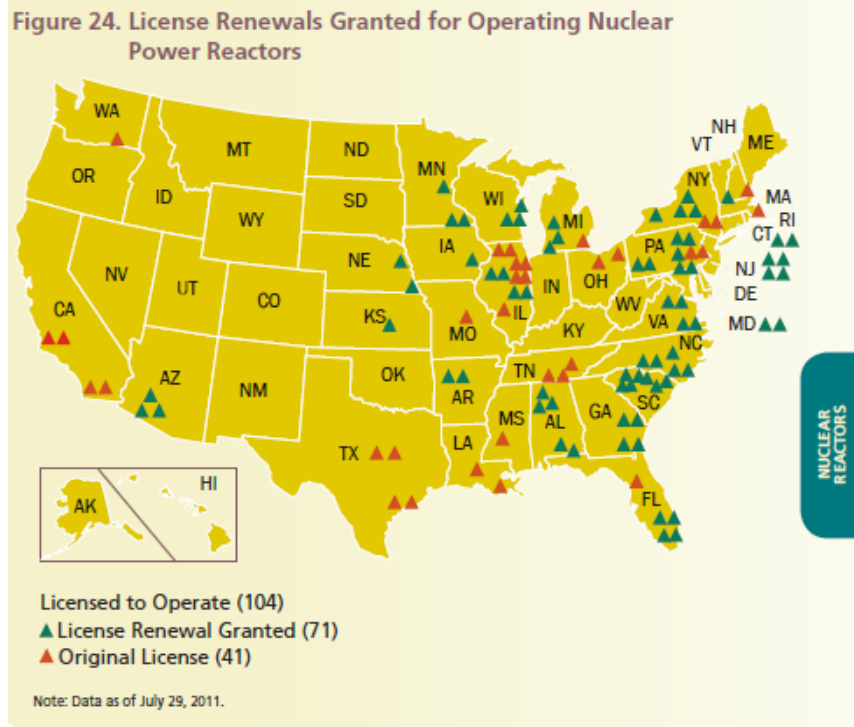 Figure 24. License Renewals Granted for Operating Nuclear
Power Reactors
WA
MT
ND
MN
VT
NH
ME
OR
ID
SD
WI
NY
MA
WY
MI
RI
CT
IA
PA
NE
NJ
NV
UT
CO
IN
OH
DE
WV
CA
KS
IL
VA
MD
MO
KY
NC
AZ
NM
OK
TN
AR
SC
MS
AL
GA
TX
LA
HI
AK
FL
NUCLEAR
REACTORS
Licensed to Operate (104)
License Renewal Granted (71)
Original License (41)
Note: Data as of July 29, 2011.